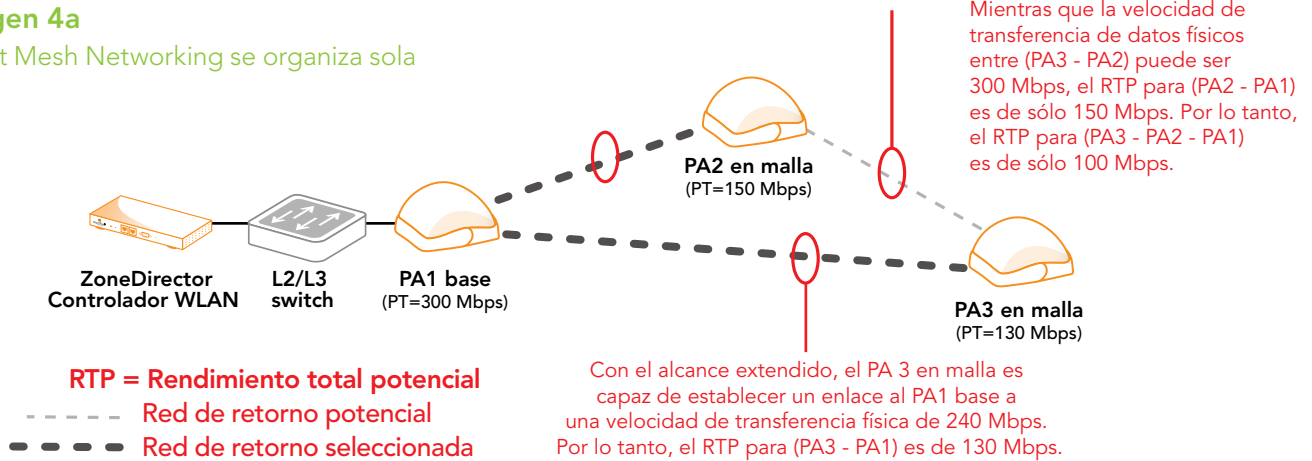 gen 4a
t Mesh Networking se organiza sola
Mientras que la velocidad de
transferencia de datos físicos
entre (PA3 - PA2) puede ser
300 Mbps, el RTP para (PA2 - PA1)
es de sólo 150 Mbps. Por lo tanto,
el RTP para (PA3 - PA2 - PA1)
es de sólo 100 Mbps.
PA2 en malla
(PT=150 Mbps)
ZoneDirector
Controlador WLAN
L2/L3
switch
PA1 base
(PT=300 Mbps)
PA3 en malla
(PT=130 Mbps)
RTP = Rendimiento total potencial
Red de retorno potencial
Red de retorno seleccionada
Con el alcance extendido, el PA 3 en malla es
capaz de establecer un enlace al PA1 base a
una velocidad de transferencia física de 240 Mbps.
Por lo tanto, el RTP para (PA3 - PA1) es de 130 Mbps.